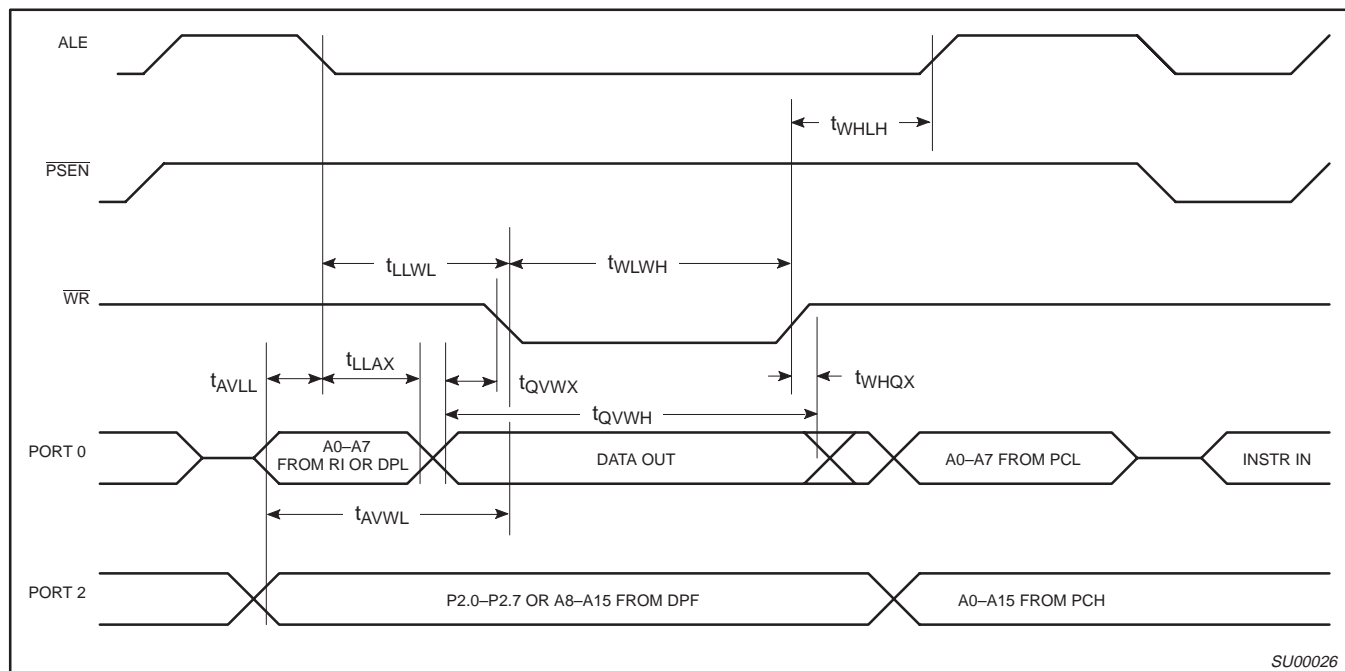 ALE
tWHLH
PSEN
tLLWL
tWLWH
WR
tLLAX
tAVLL
tQVWX
tWHQX
tQVWH
PORT 0
A0–A7
FROM RI OR DPL
DATA OUT
A0–A7 FROM PCL
INSTR IN
tAVWL
PORT 2
P2.0–P2.7 OR A8–A15 FROM DPF
A0–A15 FROM PCH
SU00026